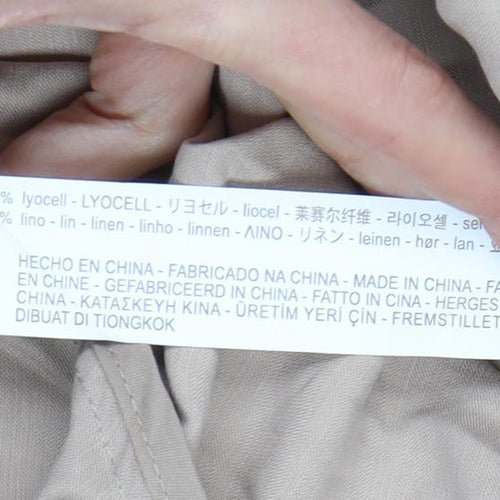 % lyocell - LYOCELL - リヨセル - liocel - 莱赛尔纤维 - 라이오셀 -
% lino - lin - linen - linho - linnen - ΛΙΝΟ - リネン - leinen - hør - lan -
HECHO EN CHINA - FABRICADO NA CHINA - MADE IN CHINA - FA
EN CHINE - GEFABRICEERD IN CHINA - FATTO IN CINA - HERGES
CHINA - ΚΑΤΑΣΚΕΥΗ ΚΙΝΑ - ÜRETİM YERİ ÇİN - FREMSTILLET
DIBUAT DI TIONGKOK